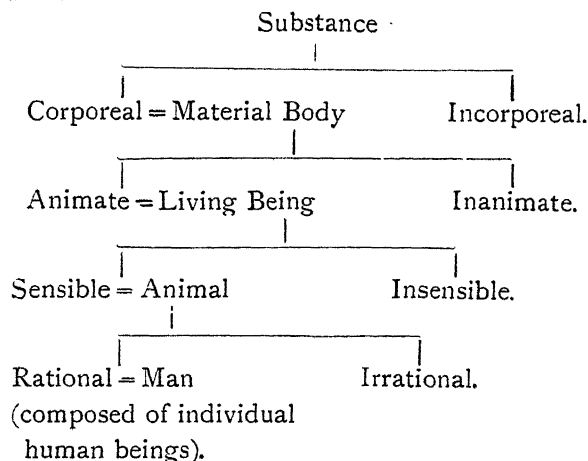 Substance
Corporeal = Material Body Incorporeal.
Animate = Living Being Inanimate.
Sensible = Animal Insensible.
Rational = Man Irrational.
(composed of individual
human beings).